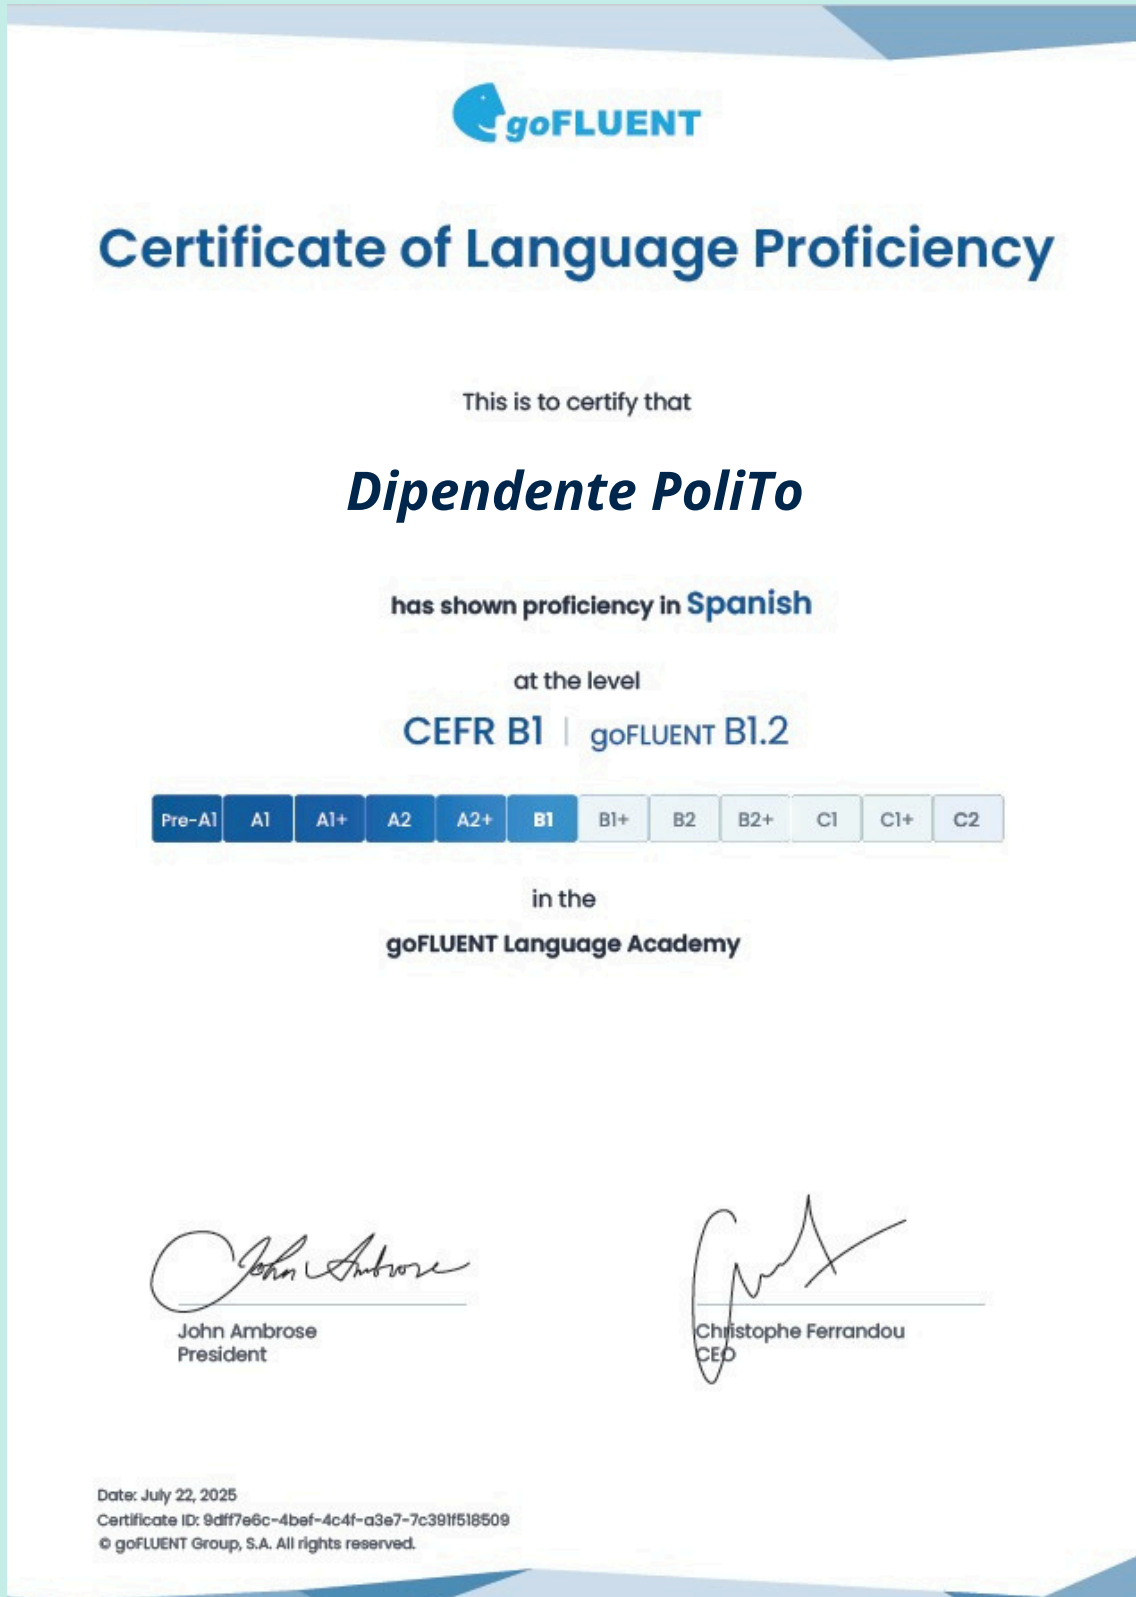 goFLUENT
Certificate of Language Proficiency
This is to certify that
Dipendente PoliTo
has shown proficiency in Spanish
at the level
CEFR B1 | goFLUENT B1.2
Pre-A1 A1 A1+ A2 A2+ B1 B1+ B2 B2+ C1 C1+ C2
in the
goFLUENT Language Academy
John Ambrose
John Ambrose
President
Christophe Ferrandou
CEO
Date: July 22, 2025
Certificate ID: 9dff7e6c-4bef-4c4f-a3e7-7c391f518509
© goFLUENT Group, S.A. All rights reserved.